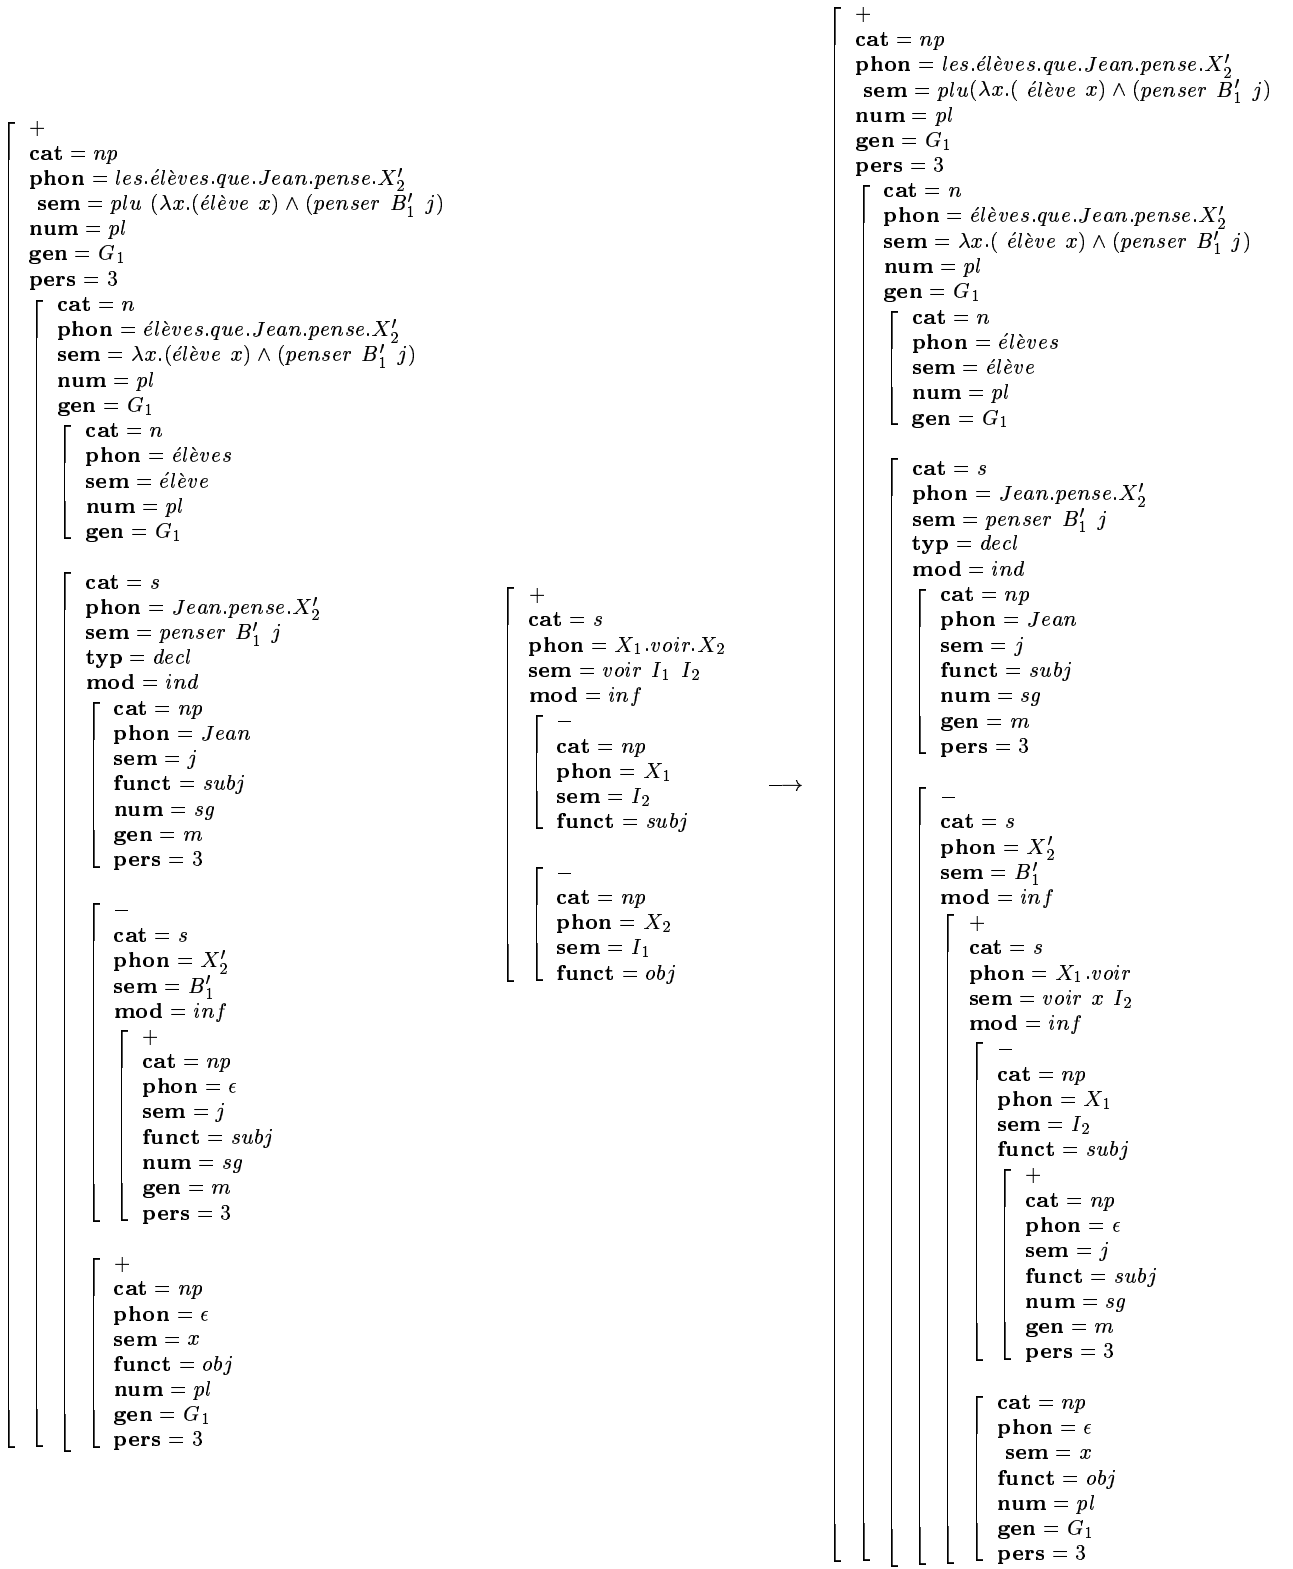 +
cat = np
phon = les.élèves.que.Jean.pense.X′₂
sem = plu (λx.(élève x) ∧ (penser B′₁ j)
num = pl
gen = G₁
pers = 3
cat = n
phon = élèves.que.Jean.pense.X′₂
sem = λx.(élève x) ∧ (penser B′₁ j)
num = pl
gen = G₁
cat = n
phon = élèves
sem = élève
num = pl
gen = G₁
cat = s
phon = Jean.pense.X′₂
sem = penser B′₁ j
typ = decl
mod = ind
cat = np
phon = Jean
sem = j
funct = subj
num = sg
gen = m
pers = 3
−
cat = s
phon = X′₂
sem = B′₁
mod = inf
+
cat = np
phon = ϵ
sem = j
funct = subj
num = sg
gen = m
pers = 3
+
cat = np
phon = ϵ
sem = x
funct = obj
num = pl
gen = G₁
pers = 3
+
cat = s
phon = X₁.voir.X₂
sem = voir I₁ I₂
mod = inf
−
cat = np
phon = X₁
sem = I₂
funct = subj
−
cat = np
phon = X₂
sem = I₁
funct = obj
⟶
+
cat = np
phon = les.élèves.que.Jean.pense.X′₂
sem = plu(λx.( élève x) ∧ (penser B′₁ j)
num = pl
gen = G₁
pers = 3
cat = n
phon = élèves.que.Jean.pense.X′₂
sem = λx.( élève x) ∧ (penser B′₁ j)
num = pl
gen = G₁
cat = n
phon = élèves
sem = élève
num = pl
gen = G₁
cat = s
phon = Jean.pense.X′₂
sem = penser B′₁ j
typ = decl
mod = ind
cat = np
phon = Jean
sem = j
funct = subj
num = sg
gen = m
pers = 3
−
cat = s
phon = X′₂
sem = B′₁
mod = inf
+
cat = s
phon = X₁.voir
sem = voir x I₂
mod = inf
−
cat = np
phon = X₁
sem = I₂
funct = subj
+
cat = np
phon = ϵ
sem = j
funct = subj
num = sg
gen = m
pers = 3
cat = np
phon = ϵ
sem = x
funct = obj
num = pl
gen = G₁
pers = 3